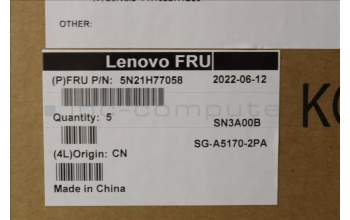 OTHER:
Lenovo FRU
(P)FRU P/N: 5N21H77058 2022-06-12
Quantity: 5 SN3A00B
SG-A5170-2PA
(4L)Origin: CN
Made in China